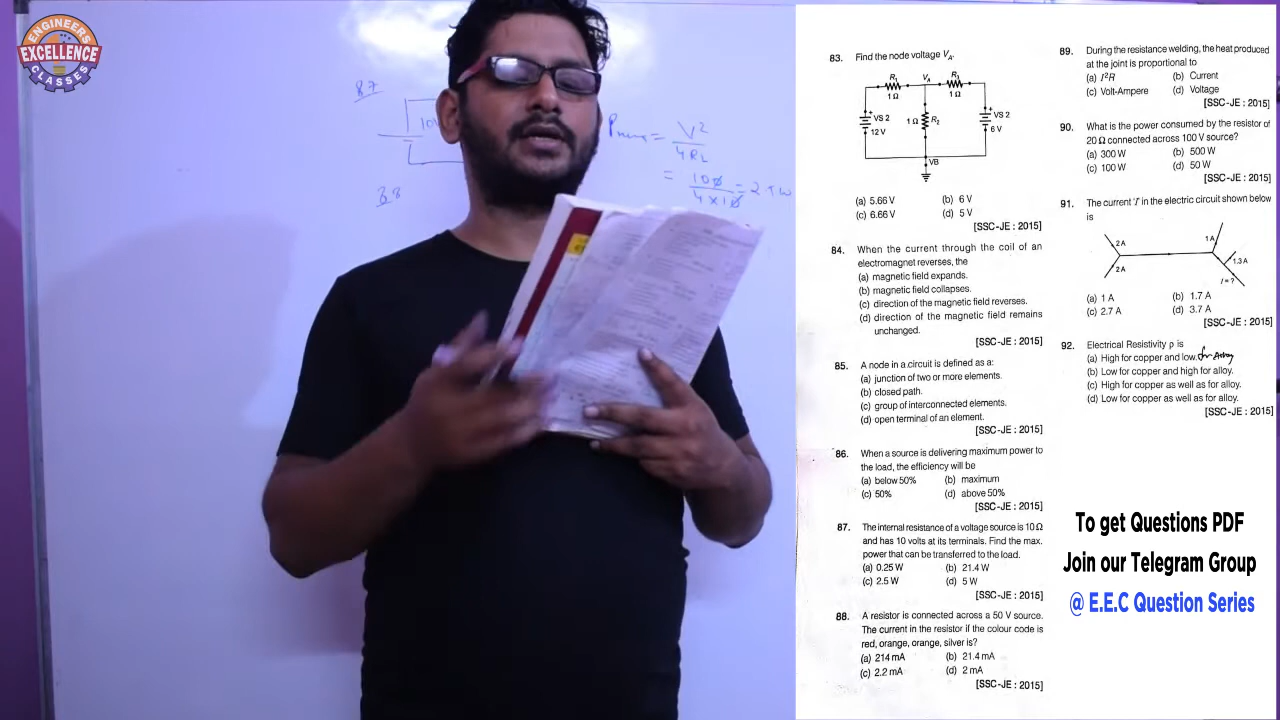 ENGINEERS
EXCELLENCE
CLASSES
87
10V
Pmax = V²
4RL
= 100
4 × 10
88
83. Find the node voltage VA.
R1
VA
R3
1 Ω
1 Ω
VS 2
12 V
1 Ω
R2
VS 2
6 V
VB
(a) 5.66 V (b) 6 V
(c) 6.66 V (d) 5 V
[SSC-JE : 2015]
84. When the current through the coil of an
electromagnet reverses, the
(a) magnetic field expands.
(b) magnetic field collapses.
(c) direction of the magnetic field reverses.
(d) direction of the magnetic field remains
unchanged.
[SSC-JE : 2015]
85. A node in a circuit is defined as a:
(a) junction of two or more elements.
(b) closed path.
(c) group of interconnected elements.
(d) open terminal of an element.
[SSC-JE : 2015]
86. When a source is delivering maximum power to
the load, the efficiency will be
(a) below 50% (b) maximum
(c) 50% (d) above 50%
[SSC-JE : 2015]
87. The internal resistance of a voltage source is 10 Ω
and has 10 volts at its terminals. Find the max.
power that can be transferred to the load.
(a) 0.25 W (b) 21.4 W
(c) 2.5 W (d) 5 W
[SSC-JE : 2015]
88. A resistor is connected across a 50 V source.
The current in the resistor if the colour code is
red, orange, orange, silver is?
(a) 214 mA (b) 21.4 mA
(c) 2.2 mA (d) 2 mA
[SSC-JE : 2015]
89. During the resistance welding, the heat produced
at the joint is proportional to
(a) I²R (b) Current
(c) Volt-Ampere (d) Voltage
[SSC-JE : 2015]
90. What is the power consumed by the resistor of
20 Ω connected across 100 V source?
(a) 300 W (b) 500 W
(c) 100 W (d) 50 W
[SSC-JE : 2015]
91. The current 'I' in the electric circuit shown below
is
2 A
1 A
2 A
1.3 A
I = ?
(a) 1 A (b) 1.7 A
(c) 2.7 A (d) 3.7 A
[SSC-JE : 2015]
92. Electrical Resistivity ρ is
(a) High for copper and low for Alloy
(b) Low for copper and high for alloy.
(c) High for copper as well as for alloy.
(d) Low for copper as well as for alloy.
[SSC-JE : 2015]
To get Questions PDF
Join our Telegram Group
@ E.E.C Question Series